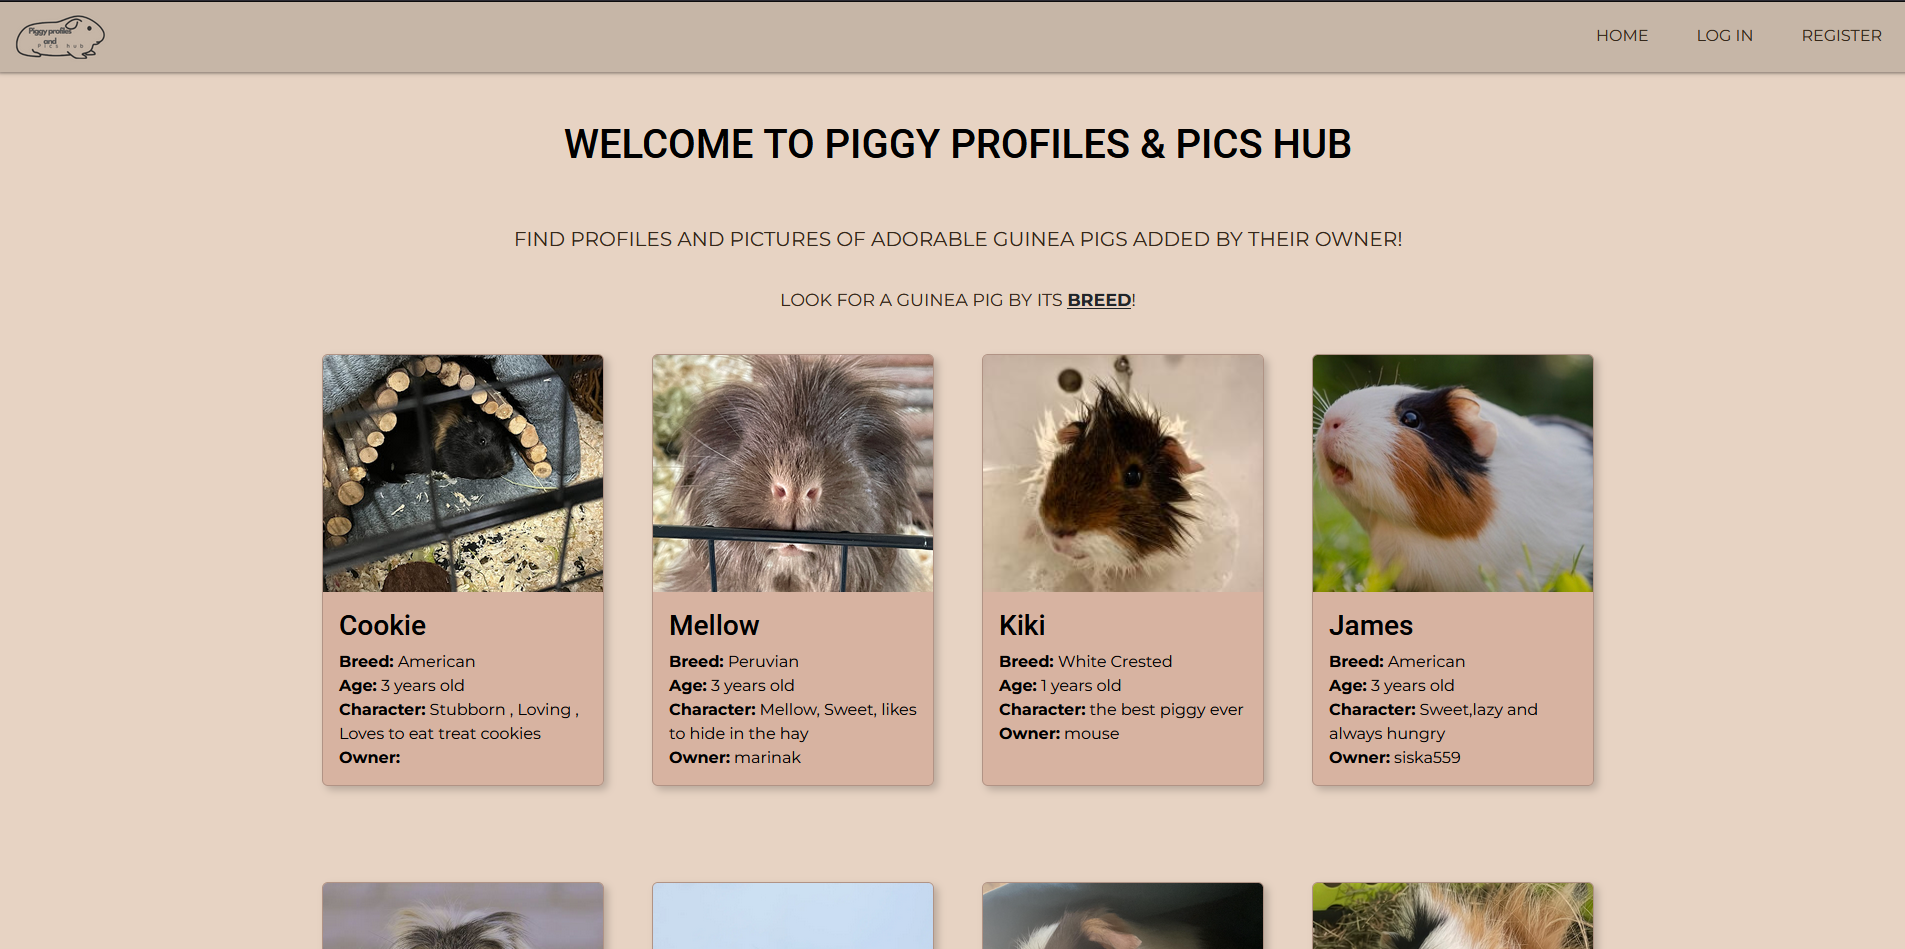 Piggy profiles
and
Pics hub
HOME
LOG IN
REGISTER
WELCOME TO PIGGY PROFILES & PICS HUB
FIND PROFILES AND PICTURES OF ADORABLE GUINEA PIGS ADDED BY THEIR OWNER!
LOOK FOR A GUINEA PIG BY ITS BREED!
Cookie
Breed: American
Age: 3 years old
Character: Stubborn , Loving ,
Loves to eat treat cookies
Owner:
Mellow
Breed: Peruvian
Age: 3 years old
Character: Mellow, Sweet, likes
to hide in the hay
Owner: marinak
Kiki
Breed: White Crested
Age: 1 years old
Character: the best piggy ever
Owner: mouse
James
Breed: American
Age: 3 years old
Character: Sweet,lazy and
always hungry
Owner: siska559